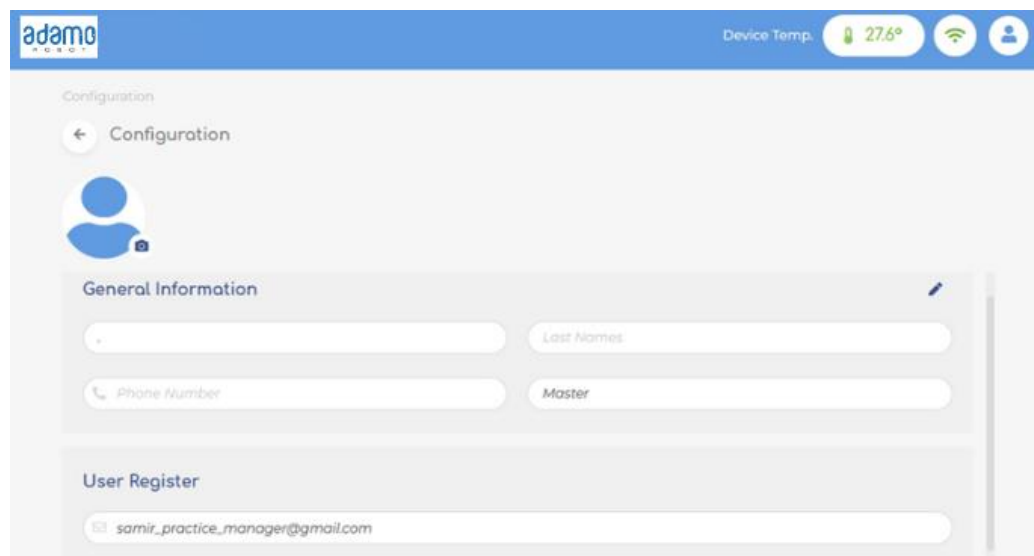 adamo
ROBOT
Device Temp. 27.6°
Configuration
Configuration
General Information
.
Last Names
Phone Number
Master
User Register
samir_practice_manager@gmail.com